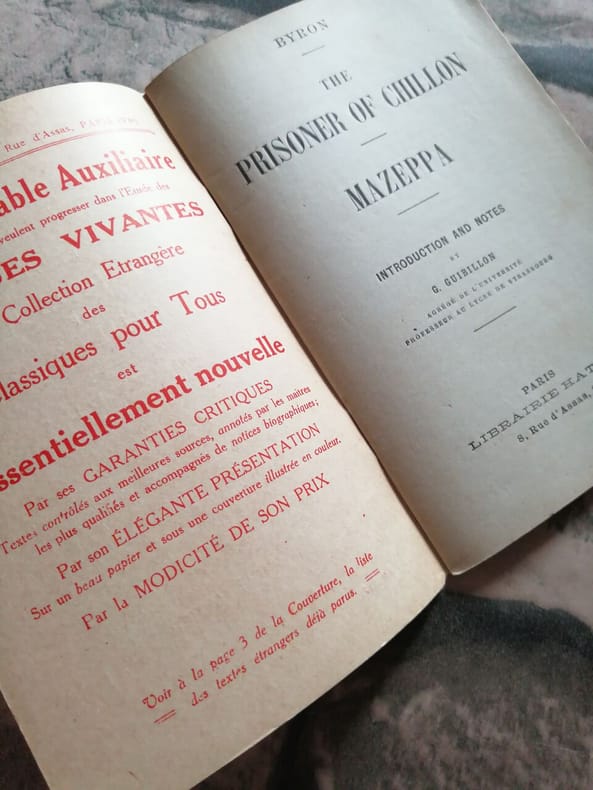 Rue d'Assas, PARIS
able Auxiliaire
veulent progresser dans l'Etude des
VIVANTES
Collection Etrangère
des
lassiques pour Tous
est
ssentiellement nouvelle
Par ses GARANTIES CRITIQUES
Textes contrôlés aux meilleures sources, annotés par les maitres
les plus qualifiés et accompagnés de notices biographiques;
Par son ÉLÉGANTE PRÉSENTATION
Sur un beau papier et sous une couverture illustrée en couleur.
Par la MODICITÉ DE SON PRIX
Voir à la page 3 de la Couverture, la liste
des textes étrangers déjà parus.
BYRON
THE
PRISONER OF CHILLON
MAZEPPA
INTRODUCTION AND NOTES
BY
G. GUIBILLON
AGRÉGÉ DE L'UNIVERSITÉ
PROFESSEUR AU LYCÉE DE STRASBOURG
PARIS
LIBRAIRIE HAT
8, Rue d'Assas,